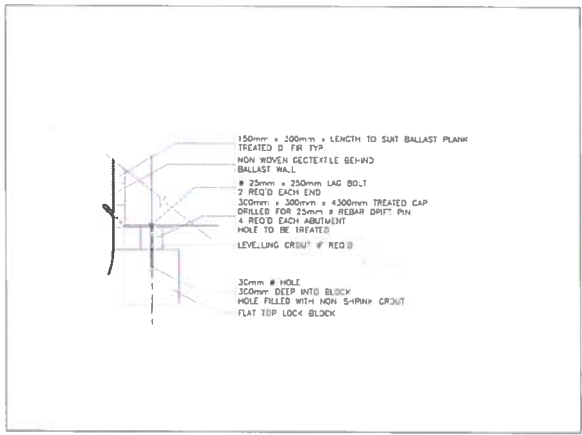 150mm x 300mm x LENGTH TO SUIT BALLAST PLANK
TREATED D FIR TYP
NON WOVEN GEOTEXTILE BEHIND
BALLAST WALL
ø 25mm x 250mm LAG BOLT
2 REQ'D EACH END
300mm x 300mm x 4300mm TREATED CAP
DRILLED FOR 25mm ø REBAR DRIFT PIN
4 REQ'D EACH ABUTMENT
HOLE TO BE TREATED
LEVELLING GROUT IF REQ'D
30mm ø HOLE
300mm DEEP INTO BLOCK
HOLE FILLED WITH NON SHRINK GROUT
FLAT TOP LOCK BLOCK